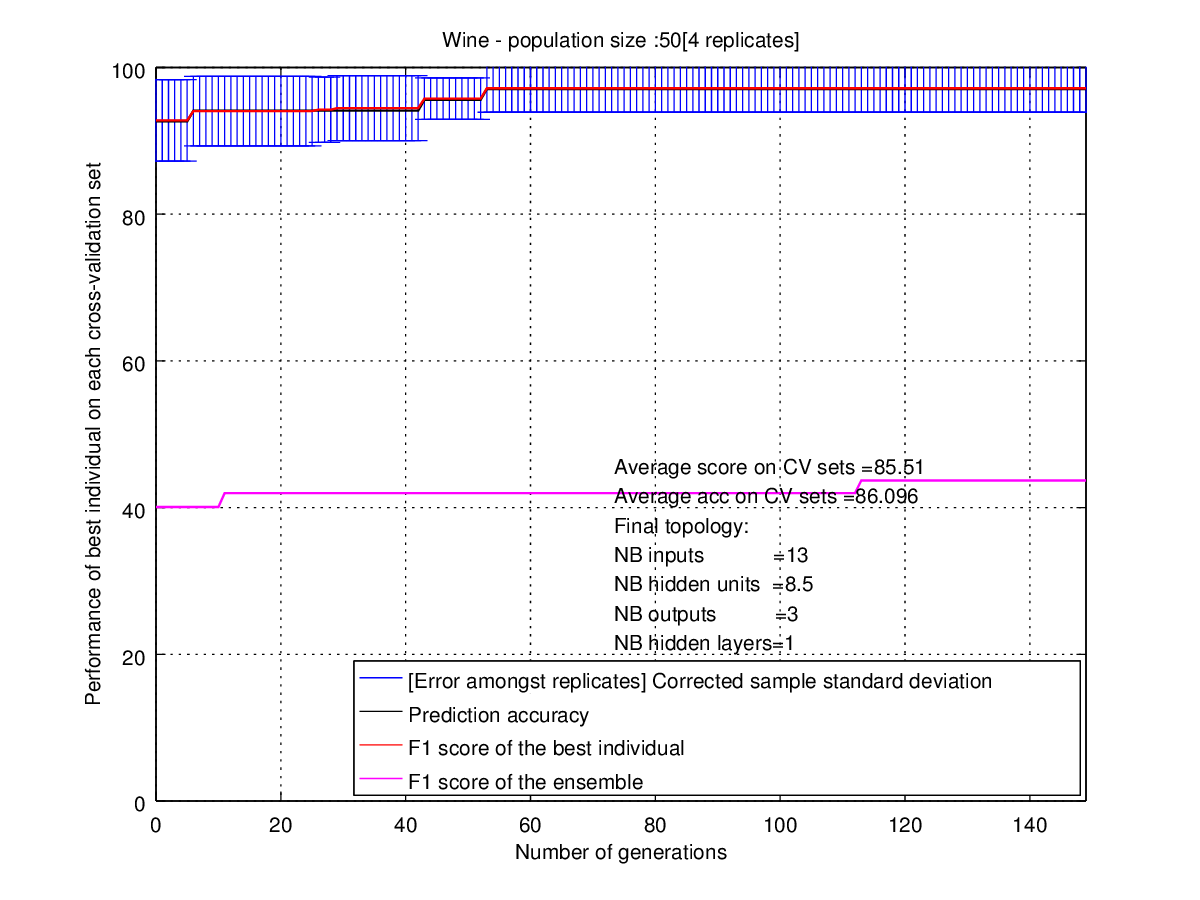 Wine - population size :50[4 replicates]
Performance of best individual on each cross-validation set
100
80
60
40
20
0
Average score on CV sets =85.51
Average acc on CV sets =86.096
Final topology:
NB inputs =13
NB hidden units =8.5
NB outputs =3
NB hidden layers=1
[Error amongst replicates] Corrected sample standard deviation
Prediction accuracy
F1 score of the best individual
F1 score of the ensemble
0 20 40 60 80 100 120 140
Number of generations